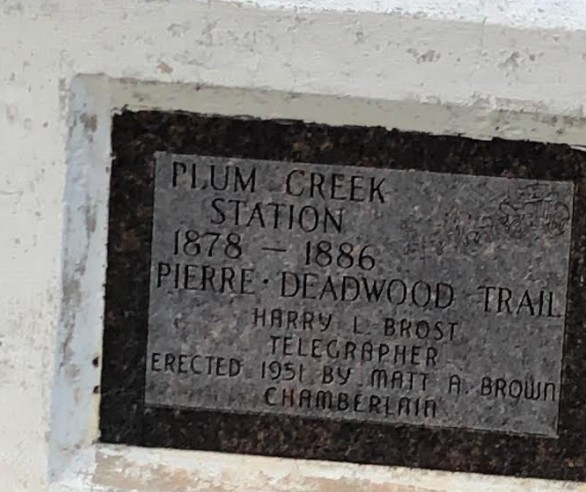 PLUM CREEK
STATION
1878 - 1886
PIERRE · DEADWOOD TRAIL
HARRY L BROST
TELEGRAPHER
ERECTED 1951 BY MATT A. BROWN
CHAMBERLAIN